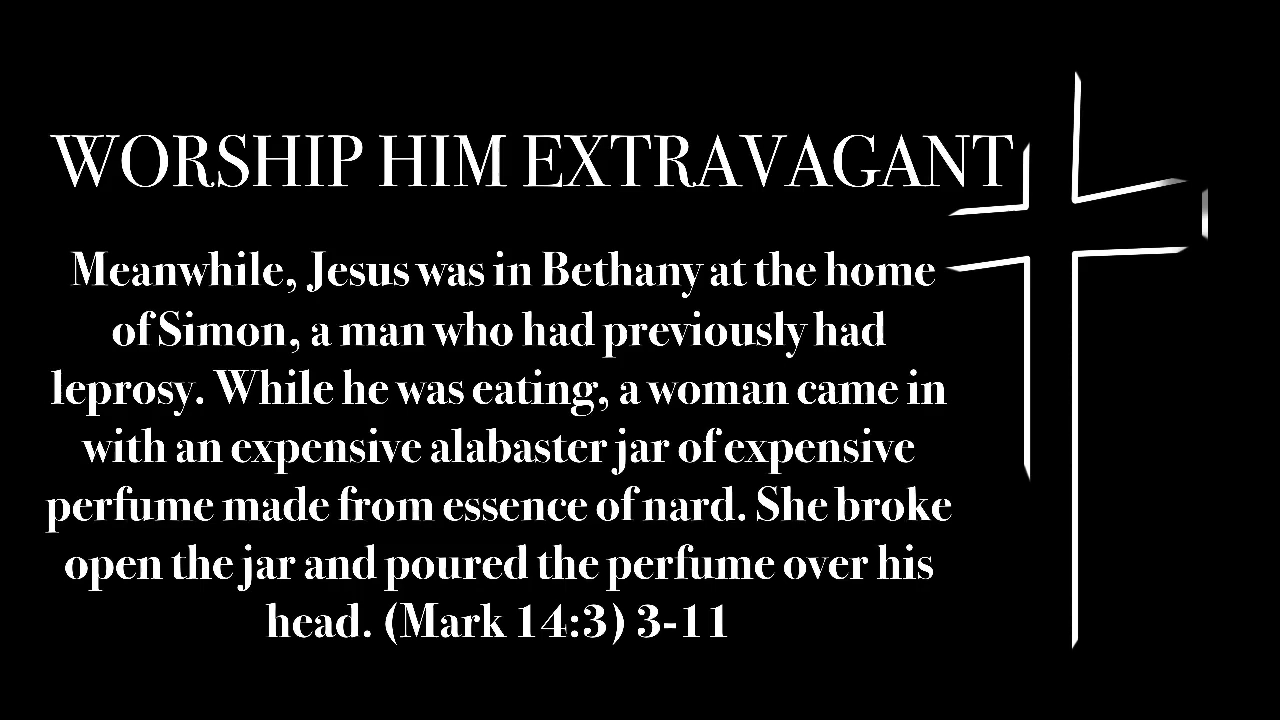 WORSHIP HIM EXTRAVAGANT
Meanwhile, Jesus was in Bethany at the home
of Simon, a man who had previously had
leprosy. While he was eating, a woman came in
with an expensive alabaster jar of expensive
perfume made from essence of nard. She broke
open the jar and poured the perfume over his
head. (Mark 14:3) 3-11